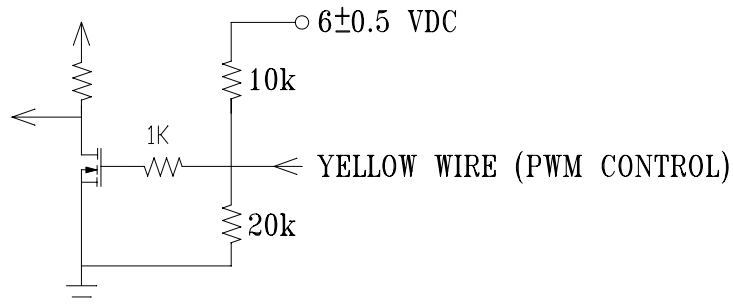 6±0.5 VDC
10k
1K
YELLOW WIRE (PWM CONTROL)
20k